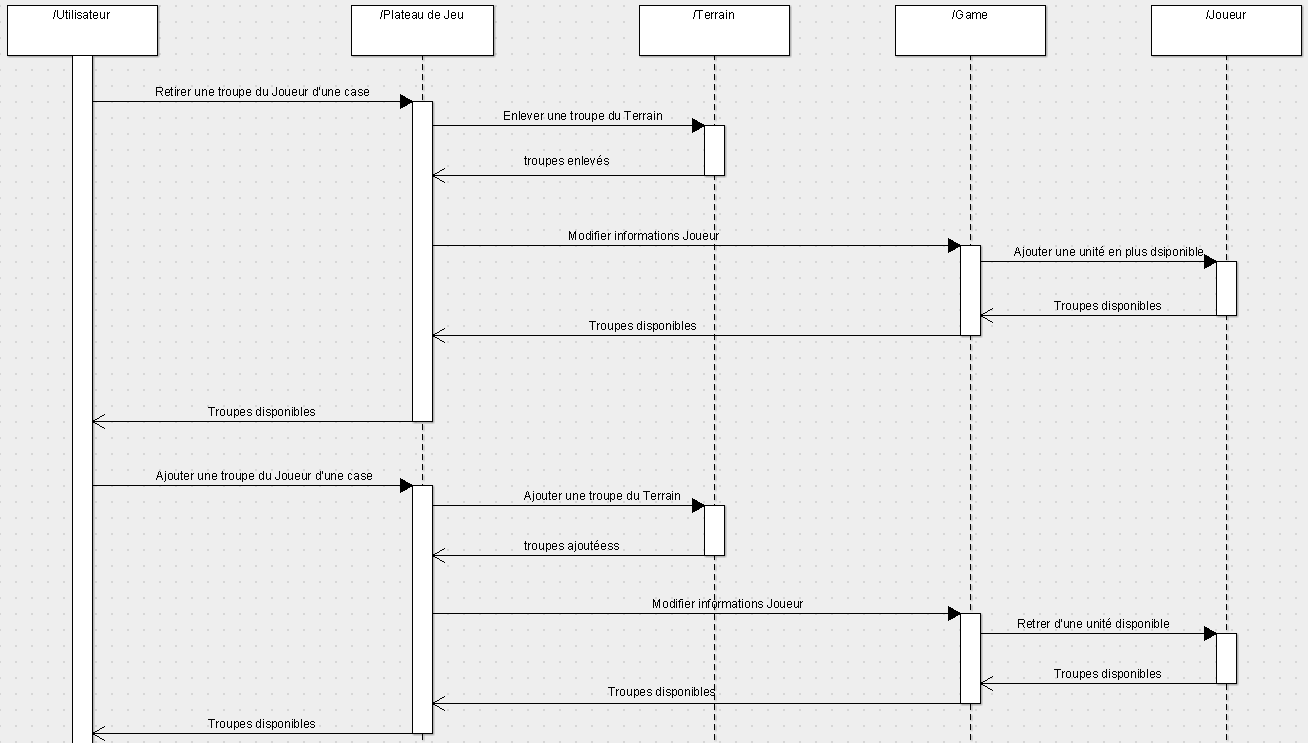 /Utilisateur
/Plateau de Jeu
/Terrain
/Game
/Joueur
Retirer une troupe du Joueur d'une case
Enlever une troupe du Terrain
troupes enlevés
Modifier informations Joueur
Ajouter une unité en plus dsiponible
Troupes disponibles
Troupes disponibles
Troupes disponibles
Ajouter une troupe du Joueur d'une case
Ajouter une troupe du Terrain
troupes ajoutéess
Modifier informations Joueur
Retrer d'une unité disponible
Troupes disponibles
Troupes disponibles
Troupes disponibles